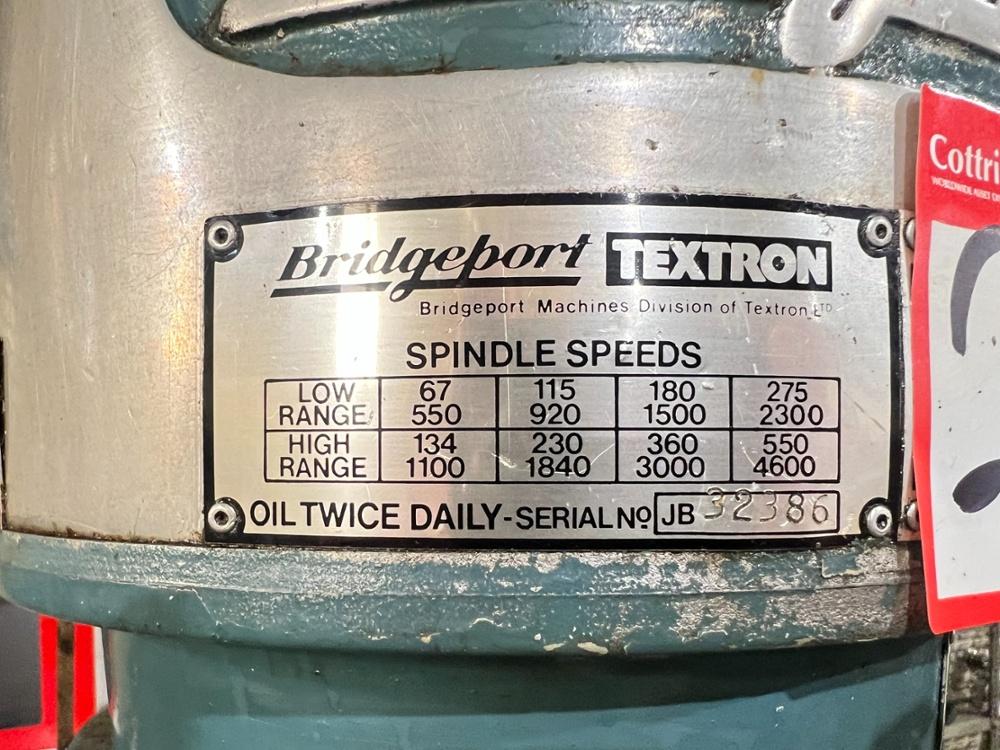 Bridgeport TEXTRON
Bridgeport Machines Division of Textron LTD
SPINDLE SPEEDS
LOW RANGE 67 550 115 920 180 1500 275 2300
HIGH RANGE 134 1100 230 1840 360 3000 550 4600
OIL TWICE DAILY-SERIAL Nº JB 32386
Cottri
WORLDWIDE ASSET